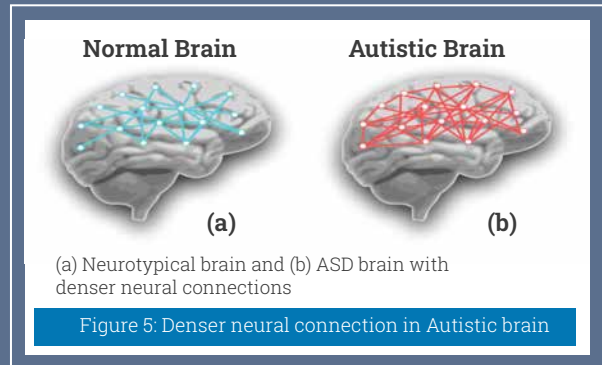 Normal Brain
Autistic Brain
(a)
(b)
(a) Neurotypical brain and (b) ASD brain with
denser neural connections
Figure 5: Denser neural connection in Autistic brain